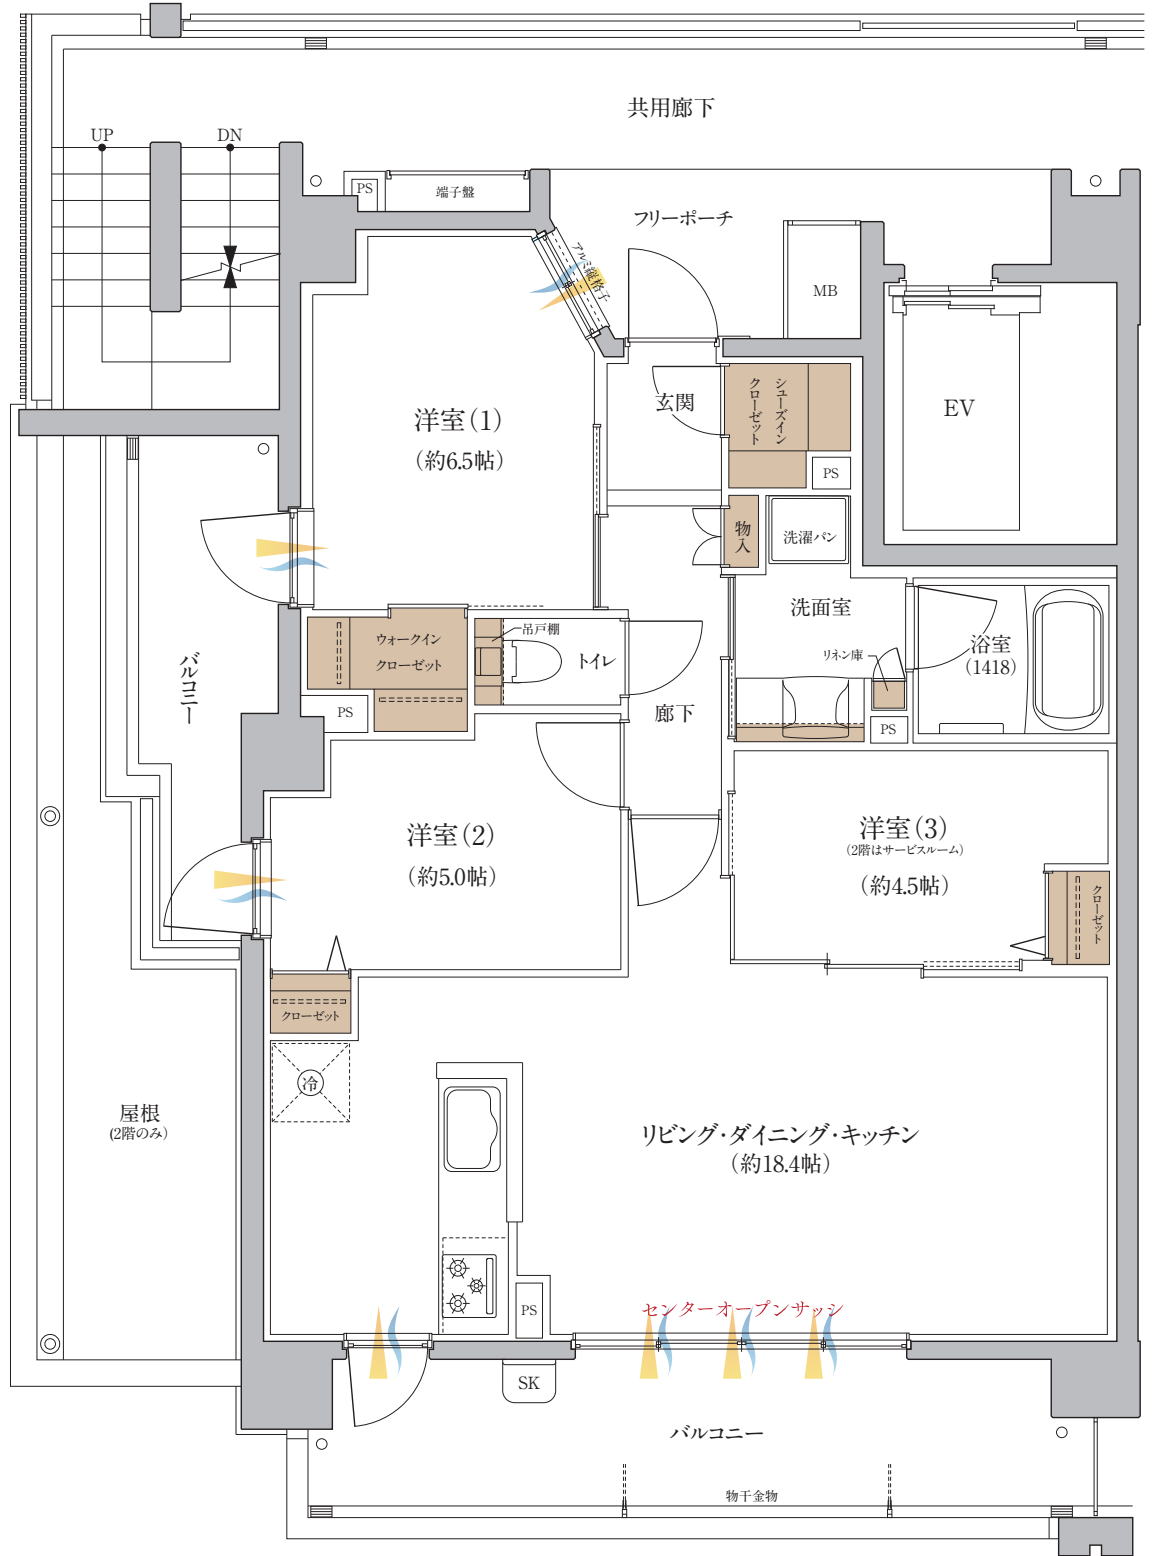 共用廊下
UP
DN
PS
端子盤
フリーポーチ
アルミ縦格子
MB
EV
洋室(1)
(約6.5帖)
玄関
シューズイン
クローゼット
PS
物入
洗濯パン
洗面室
リネン庫
浴室
(1418)
バルコニー
ウォークイン
クローゼット
吊戸棚
トイレ
PS
廊下
PS
洋室(2)
(約5.0帖)
洋室(3)
(2階はサービスルーム)
(約4.5帖)
クローゼット
クローゼット
冷
屋根
(2階のみ)
リビング・ダイニング・キッチン
(約18.4帖)
PS
センターオープンサッシ
SK
バルコニー
物干金物